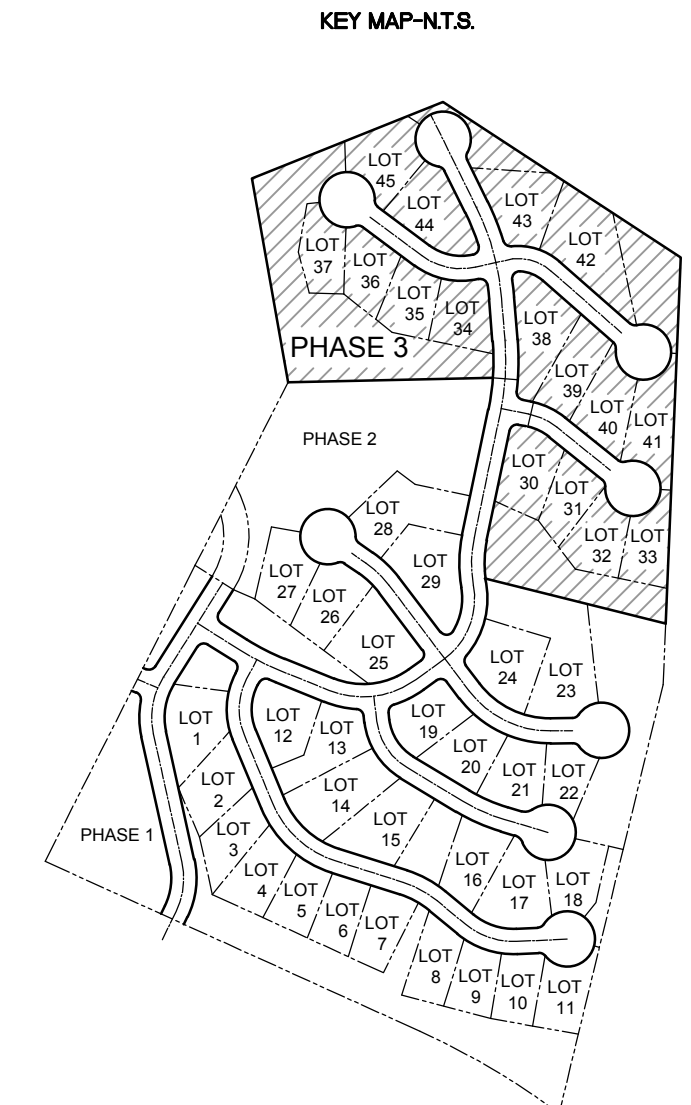 KEY MAP-N.T.S.
LOT
45
LOT
44
LOT
43
LOT
42
LOT
37
LOT
36
LOT
35
LOT
34
LOT
38
PHASE 3
LOT
39
LOT
40
LOT
41
PHASE 2
LOT
30
LOT
31
LOT
32
LOT
33
LOT
28
LOT
29
LOT
27
LOT
26
LOT
25
LOT
24
LOT
23
LOT
1
LOT
12
LOT
13
LOT
19
LOT
20
LOT
21
LOT
22
LOT
2
LOT
14
LOT
15
PHASE 1
LOT
3
LOT
4
LOT
5
LOT
6
LOT
7
LOT
16
LOT
17
LOT
18
LOT
8
LOT
9
LOT
10
LOT
11